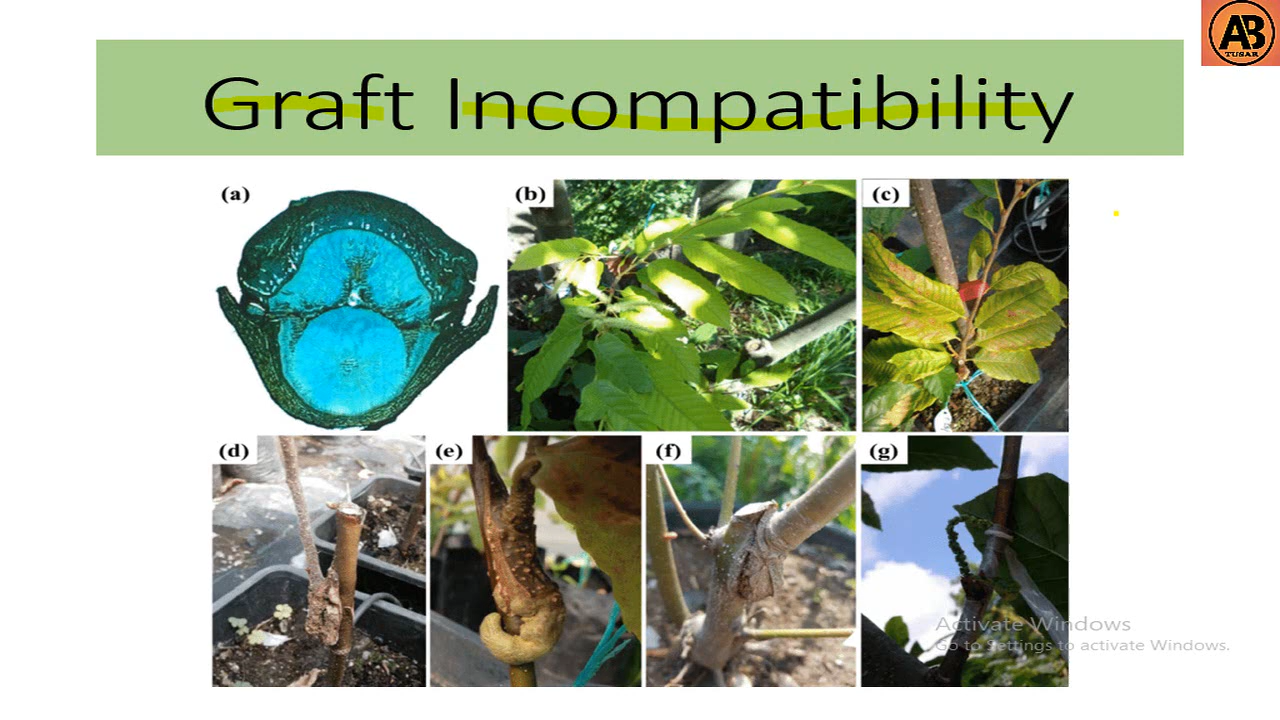 AB
TUSAR
Graft Incompatibility
(a)
(b)
(c)
(d)
(e)
(f)
(g)
Activate Windows
Go to Settings to activate Windows.